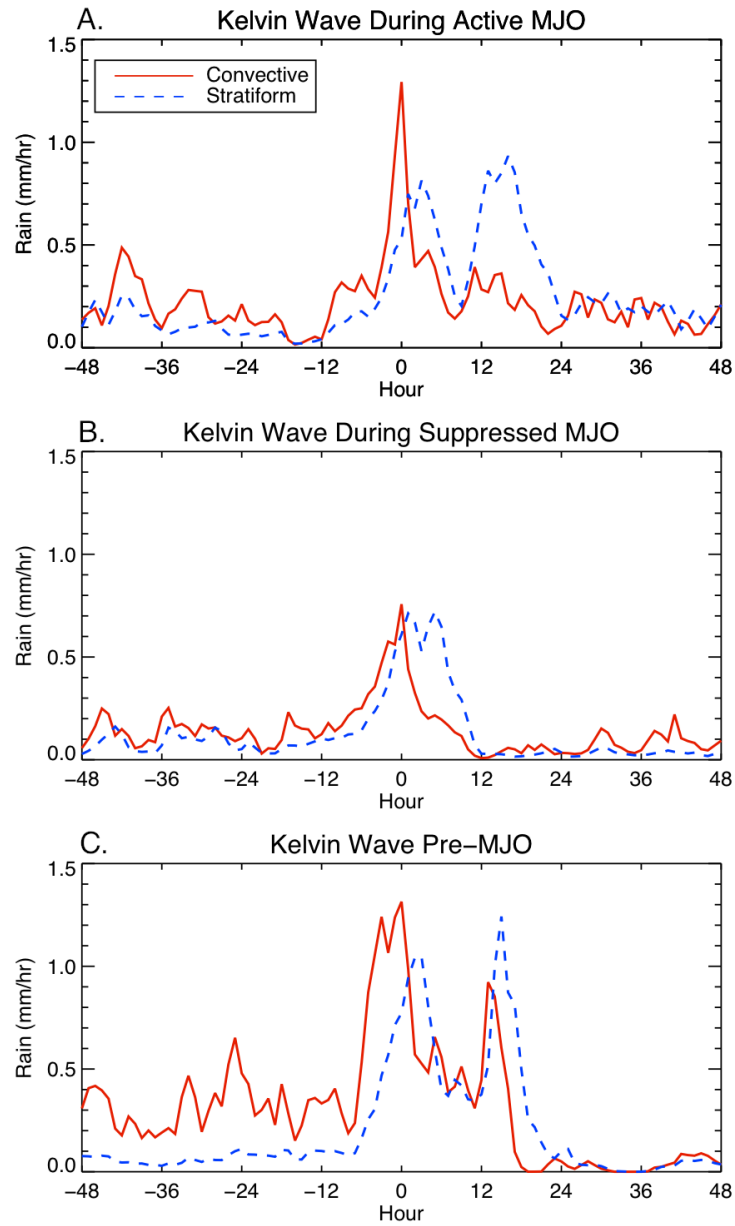 A.
Kelvin Wave During Active MJO
1.5
1.0
0.5
0.0
Rain (mm/hr)
Convective
Stratiform
−48 −36 −24 −12 0 12 24 36 48
Hour
B.
Kelvin Wave During Suppressed MJO
1.5
1.0
0.5
0.0
Rain (mm/hr)
−48 −36 −24 −12 0 12 24 36 48
Hour
C.
Kelvin Wave Pre−MJO
1.5
1.0
0.5
0.0
Rain (mm/hr)
−48 −36 −24 −12 0 12 24 36 48
Hour